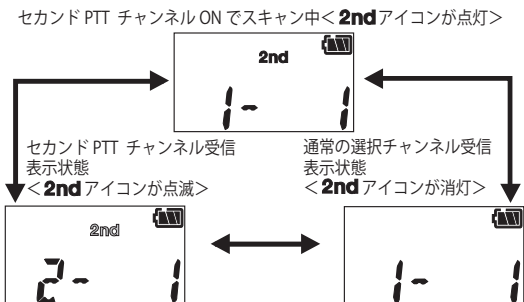 セカンド PTT チャンネル ON でスキャン中< 2ndアイコンが点灯>
2nd
1- 1
セカンド PTT チャンネル受信
表示状態
<2ndアイコンが点滅>
通常の選択チャンネル受信
表示状態
<2ndアイコンが消灯>
2nd
2- 1
1- 1